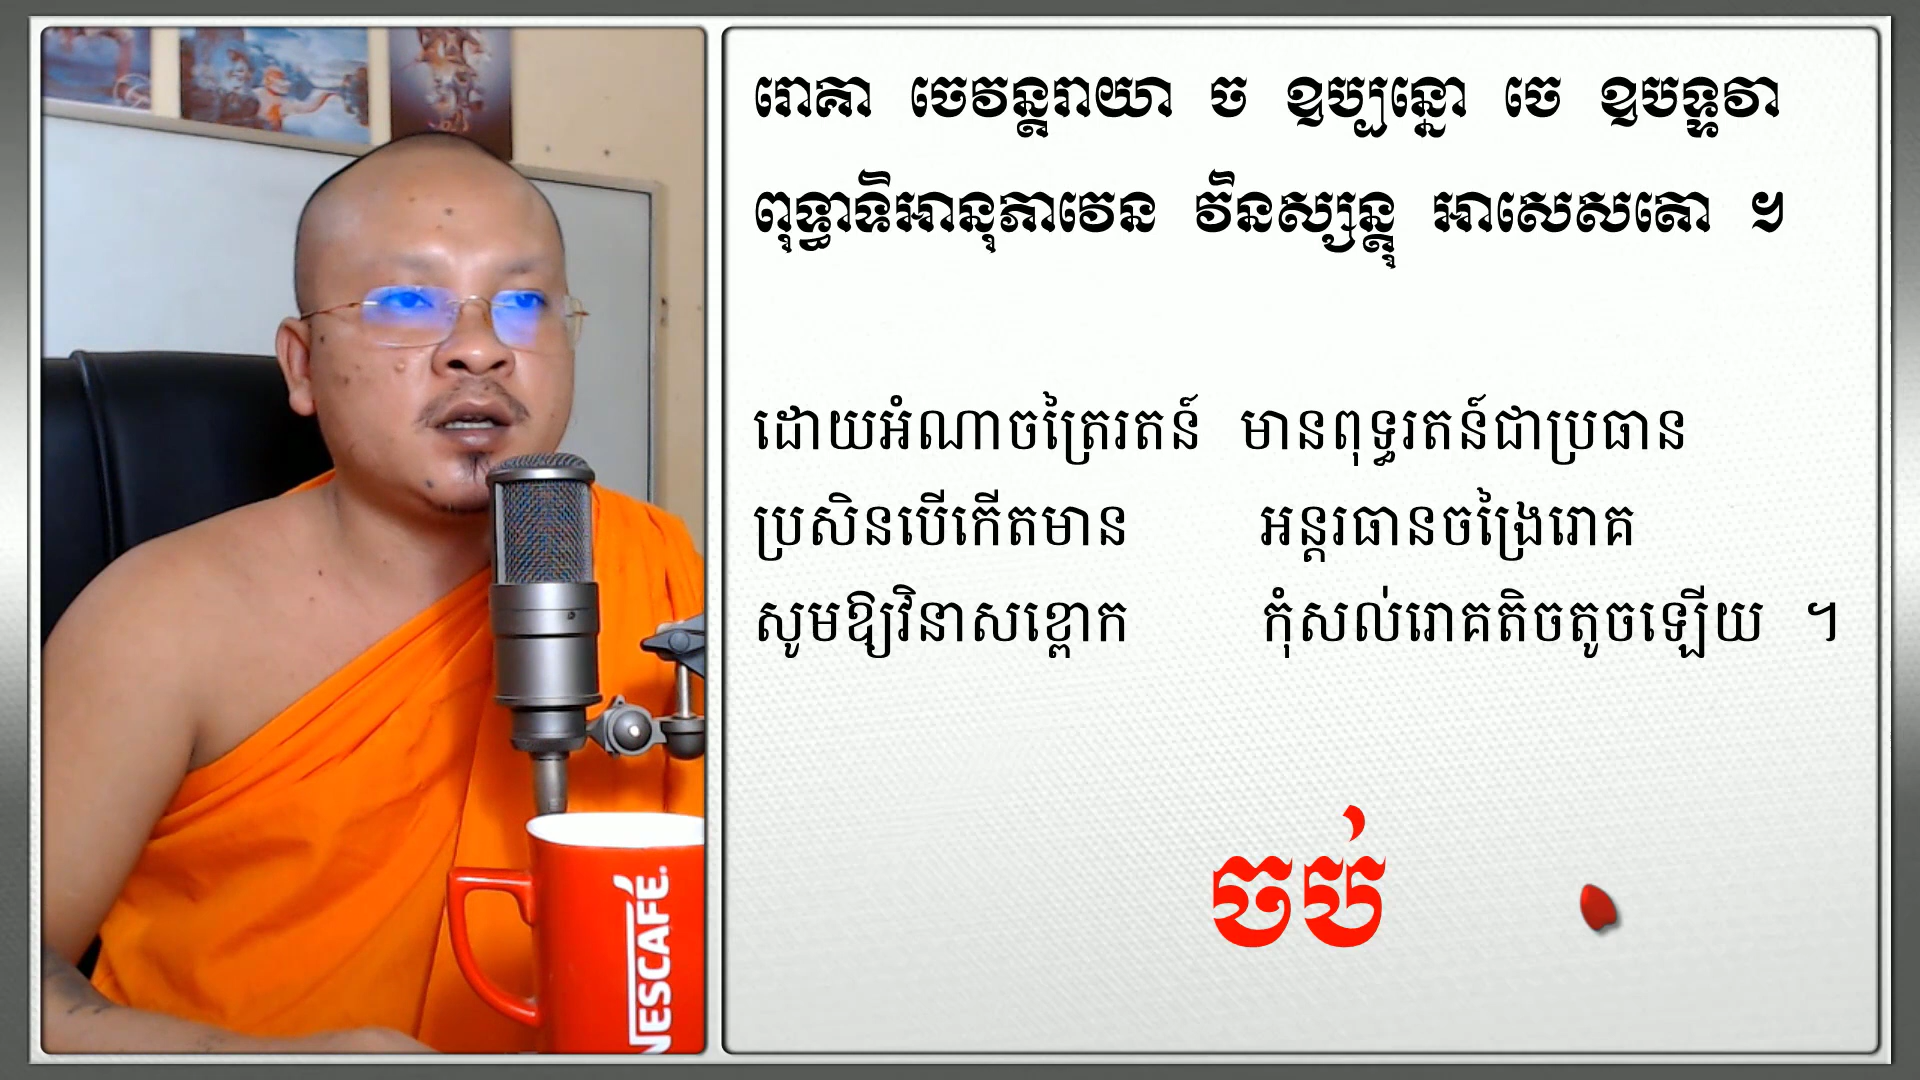 រោគា ចេវន្តរាយា ច ឧប្បន្នោ ចេ ឧបទ្ទវា
ពុទ្ធាទិអានុភាវេន វិនស្សន្តុ អាសេសតោ ៗ
ដោយអំណាចត្រៃរតន៍ មានពុទ្ធរតន៍ជាប្រធាន
ប្រសិនបើកើតមាន អន្តរធានចង្រៃរោគ
សូមឱ្យវិនាសខ្ពោក កុំសល់រោគតិចតូចឡើយ ។
ចប់
NESCAFÉ.